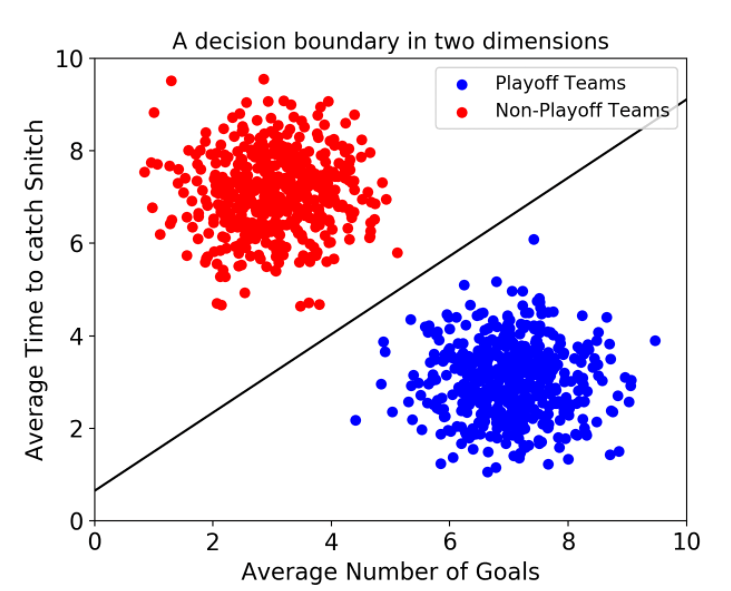 A decision boundary in two dimensions
Playoff Teams
Non-Playoff Teams
10
8
6
4
2
0
Average Time to catch Snitch
0 2 4 6 8 10
Average Number of Goals